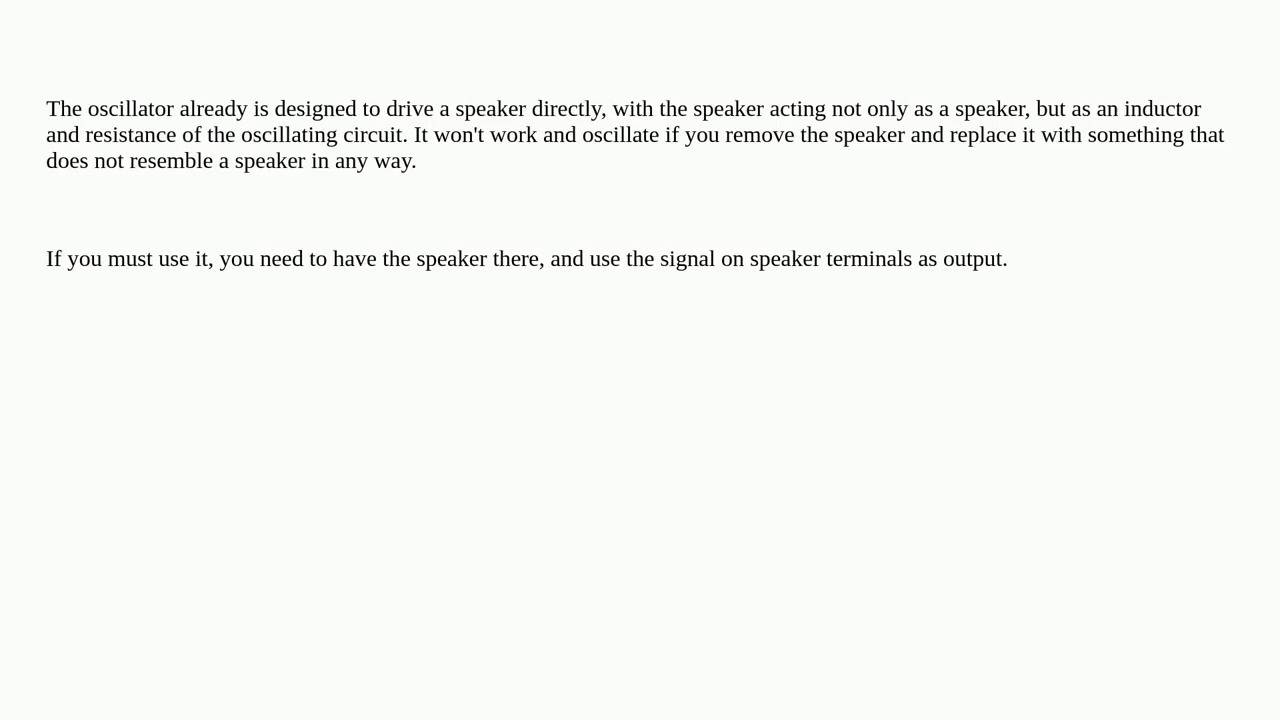 The oscillator already is designed to drive a speaker directly, with the speaker acting not only as a speaker, but as an inductor
and resistance of the oscillating circuit. It won't work and oscillate if you remove the speaker and replace it with something that
does not resemble a speaker in any way.
If you must use it, you need to have the speaker there, and use the signal on speaker terminals as output.